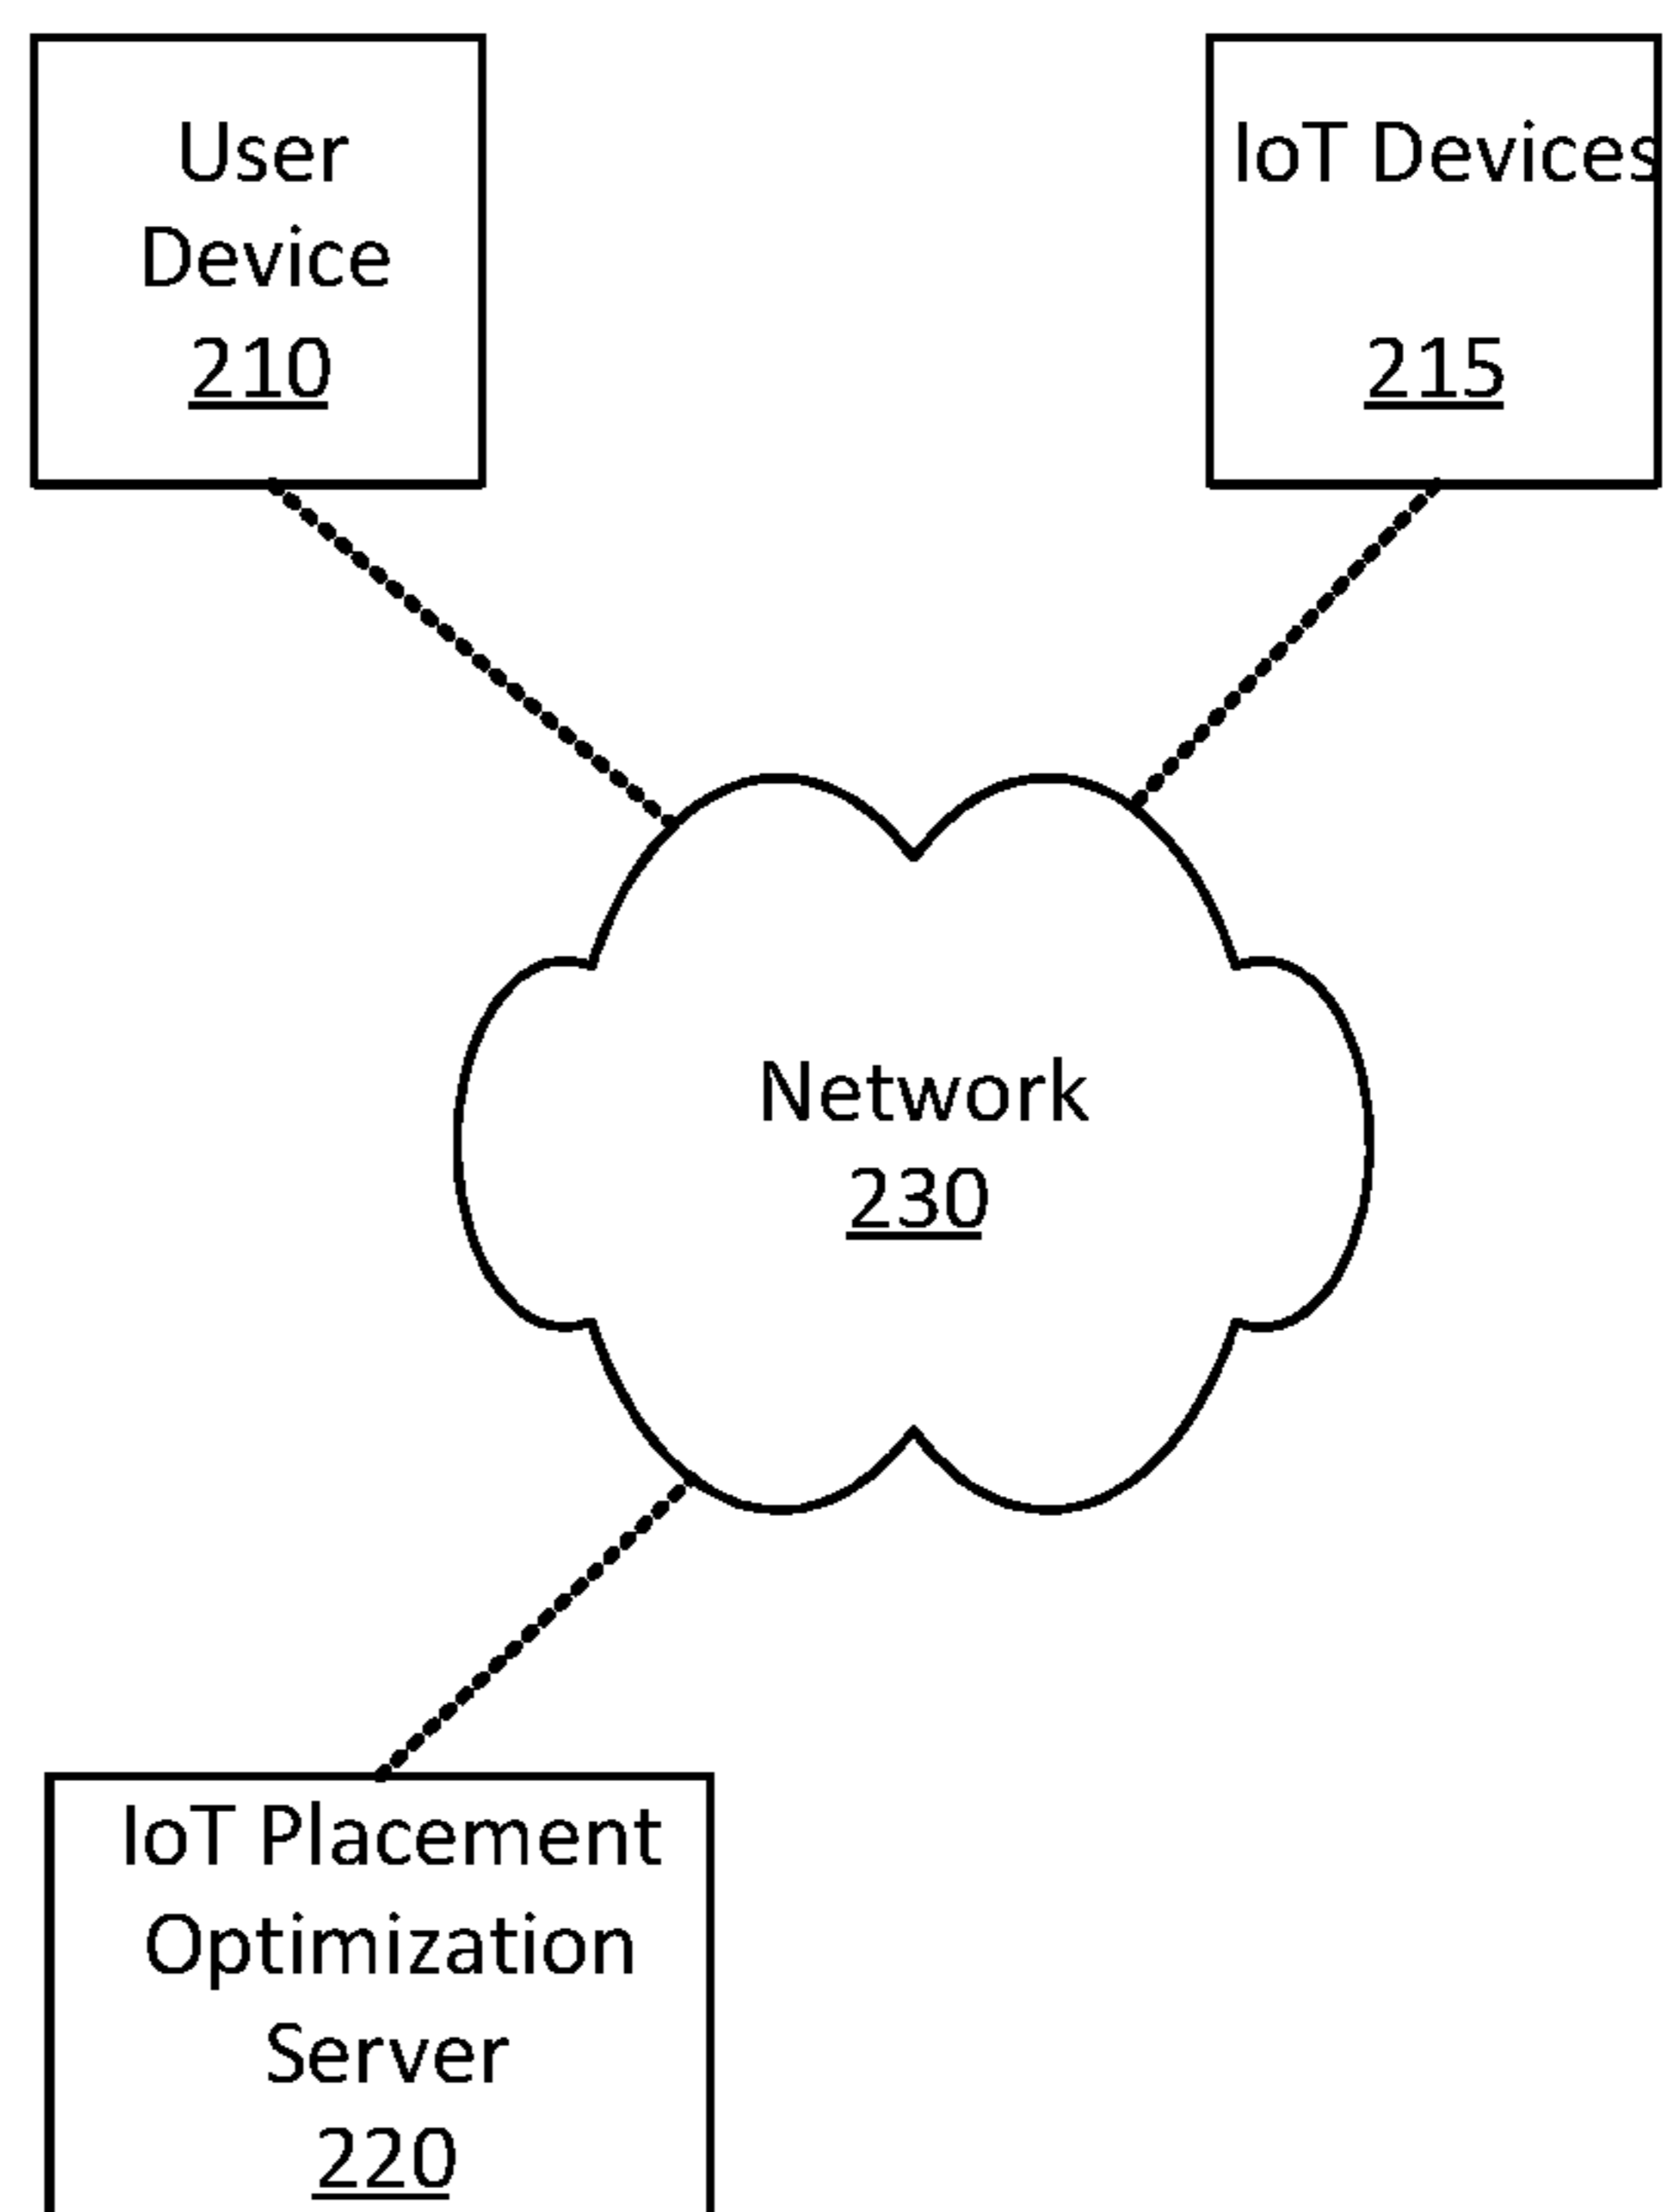 User
Device
210
IoT Devices
215
Network
230
IoT Placement
Optimization
Server
220